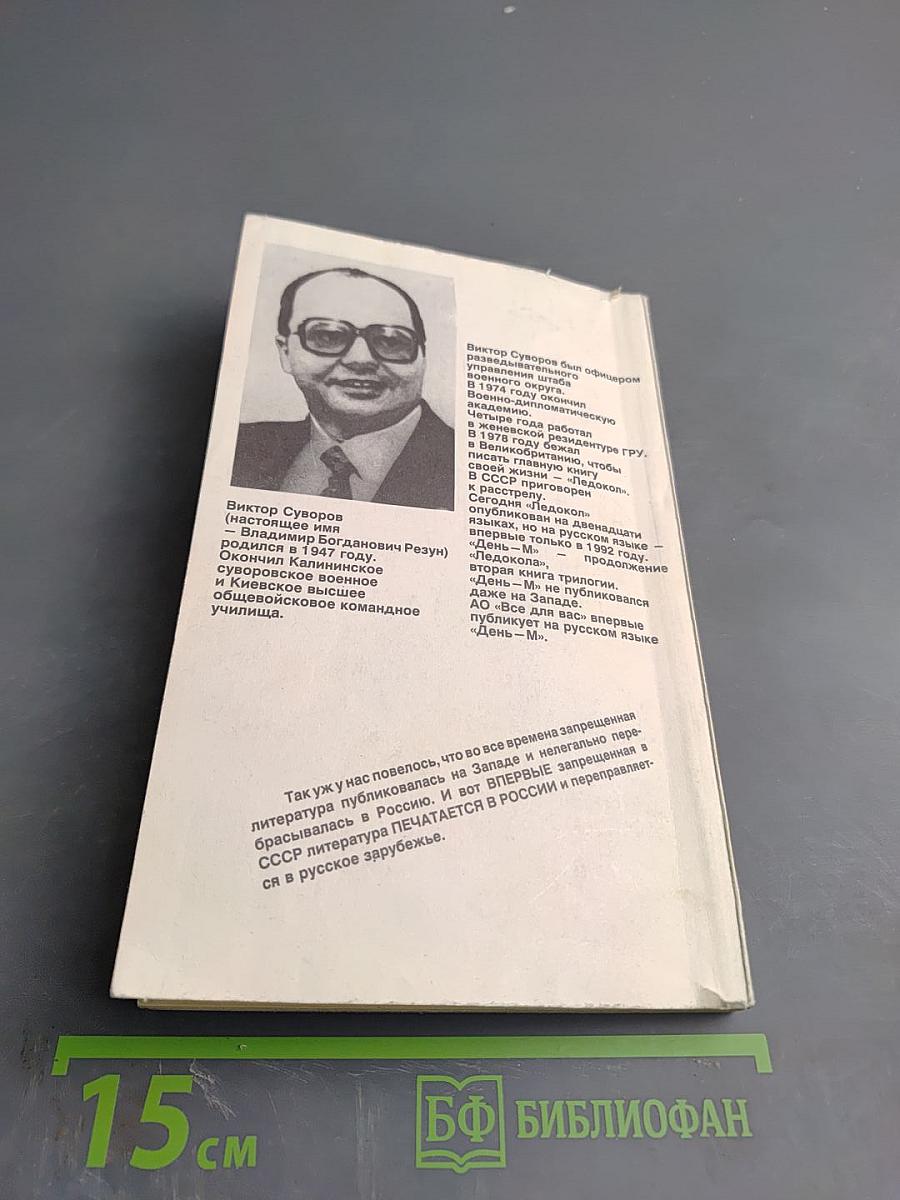 Виктор Суворов
(настоящее имя
— Владимир Богданович Резун)
родился в 1947 году.
Окончил Калининское
суворовское военное
и Киевское высшее
общевойсковое командное
училища.
Виктор Суворов был офицером
разведывательного
управления штаба
военного округа.
В 1974 году окончил
Военно-дипломатическую
академию.
Четыре года работал
в женевской резидентуре ГРУ.
В 1978 году бежал
в Великобританию, чтобы
писать главную книгу
своей жизни — «Ледокол».
В СССР приговорен
к расстрелу.
Сегодня «Ледокол»
опубликован на двенадцати
языках, но на русском языке —
впервые только в 1992 году.
«День—М» — продолжение
«Ледокола»,
вторая книга трилогии.
«День—М» не публиковался
даже на Западе.
АО «Все для вас» впервые
публикует на русском языке
«День—М».
Так уж у нас повелось, что во все времена запрещенная
литература публиковалась на Западе и нелегально пере-
брасывалась в Россию. И вот ВПЕРВЫЕ запрещенная в
СССР литература ПЕЧАТАЕТСЯ В РОССИИ и переправляет-
ся в русское зарубежье.
15 см
БФ БИБЛИОФАН